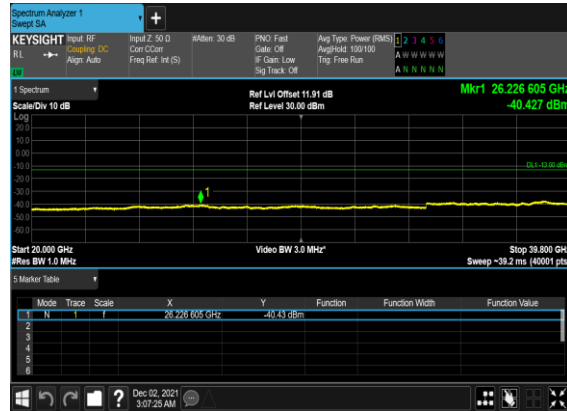 Spectrum Analyzer 1
Swept SA
+
KEYSIGHT Input: RF Input Z: 50 Ω #Atten: 30 dB PNO: Fast Avg Type: Power (RMS) 1 2 3 4 5 6
RL Coupling: DC Corr CCorr Gate: Off Avg|Hold: 100/100 A W W W W W
Align: Auto Freq Ref: Int (S) IF Gain: Low Trig: Free Run
Sig Track: Off A N N N N N
1 Spectrum
Ref Lvl Offset 11.91 dB Mkr1 26.226 605 GHz
Scale/Div 10 dB Ref Level 30.00 dBm -40.427 dBm
Log
20.0
10.0
0.00
-10.0
DL1 -13.00 dBm
-20.0
-30.0
1
-40.0
-50.0
-60.0
Start 20.000 GHz Video BW 3.0 MHz* Stop 39.800 GHz
#Res BW 1.0 MHz Sweep ~39.2 ms (40001 pts)
5 Marker Table
Mode Trace Scale X Y Function Function Width Function Value
1 N 1 f 26.226 605 GHz -40.43 dBm
2
3
4
5
6
? Dec 02, 2021
3:07:25 AM